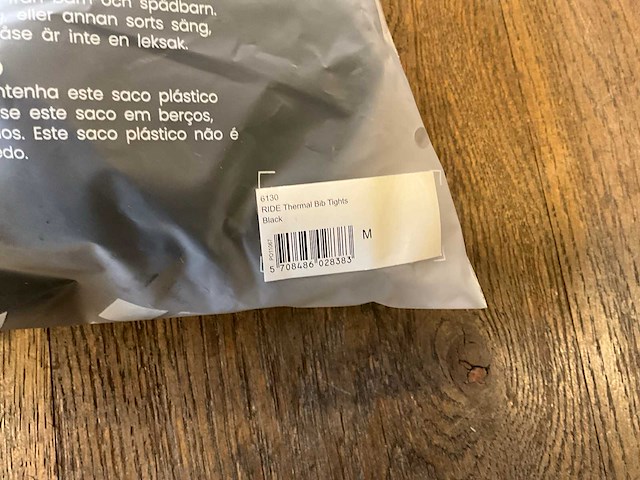 från barn och spädbarn.
eller annan sorts säng,
påse är inte en leksak.
ntenha este saco plástico
se este saco em berços,
os. Este saco plástico não é
edo.
6130
RIDE Thermal Bib Tights
Black
M
5 708486 028383